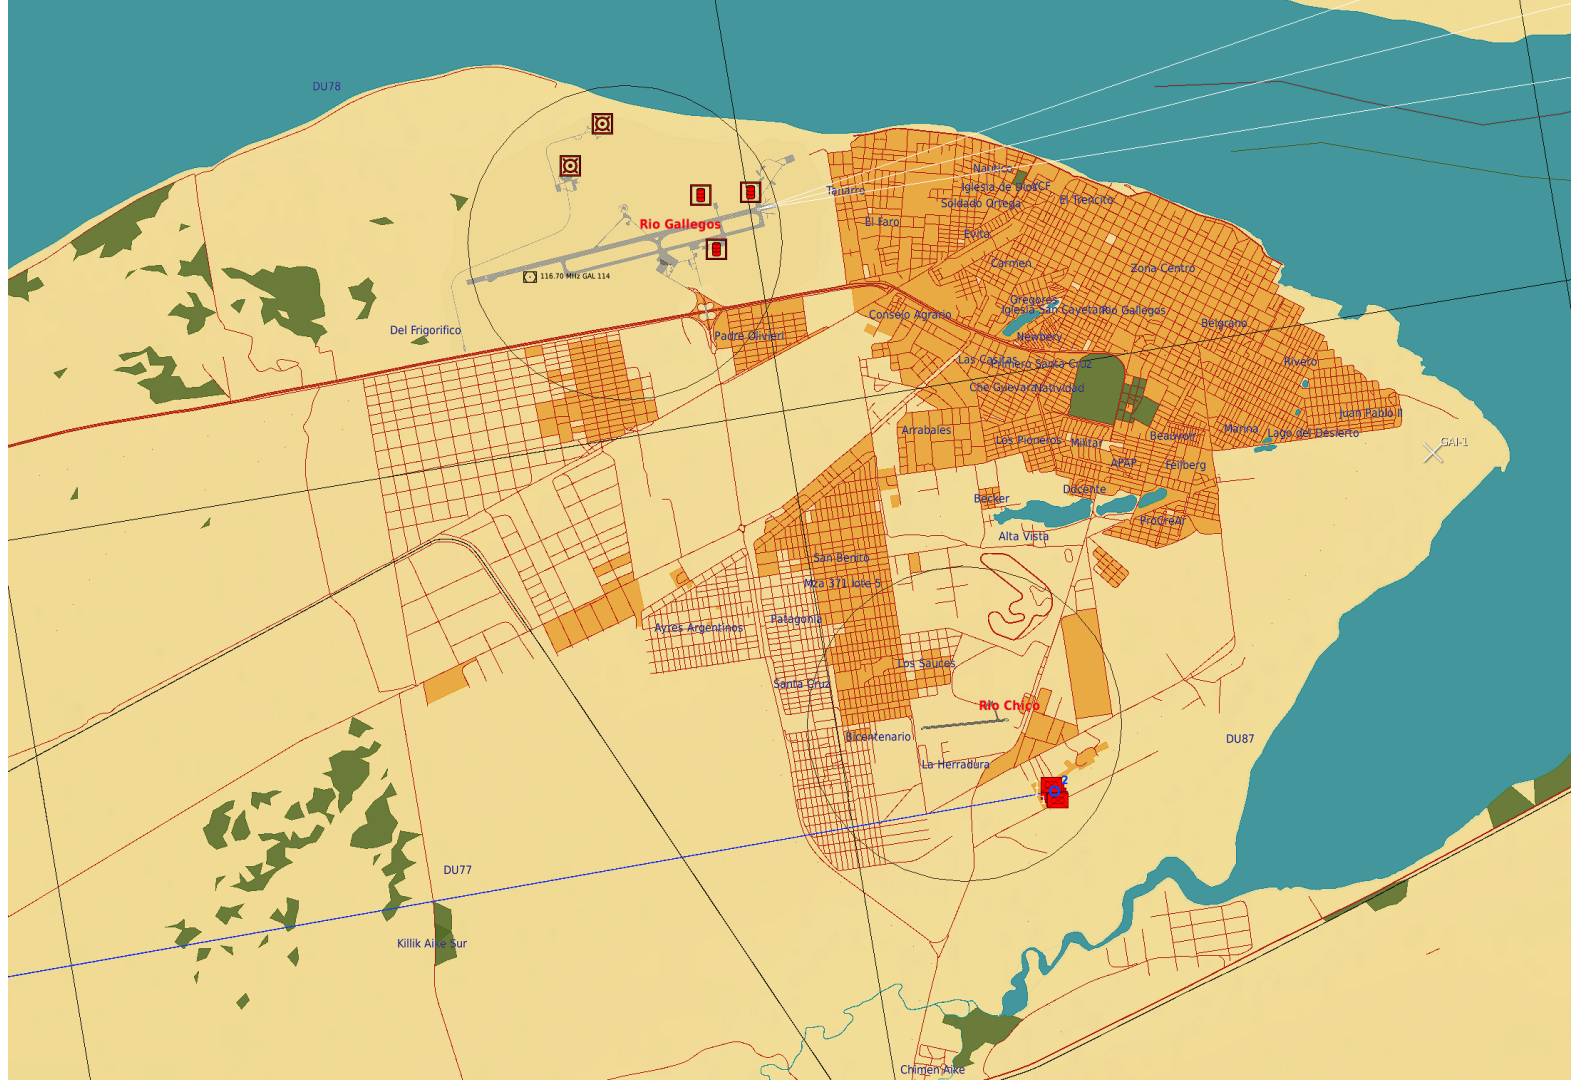 DU78
Nautico
Tanarre
Iglesia de Dios
CF
Soldado Ortega
El Trencito
Rio Gallegos
El Faro
Evita
Carmen
Zona Centro
116.70 MHz GAL 114
Gregores
Iglesia San Cayetano
Rio Gallegos
Consejo Agrario
Belgrano
Del Frigorifico
Padre Olivieri
Newbery
Las Casitas
Primero Santa Cruz
Rivero
Che Guevara
Natividad
Juan Pablo II
Arrabales
Marina
Lago del Desierto
Los Pioneros
Militar
Beauvoir
GAI-1
APAP
Feijberg
Docente
Becker
ProCreAr
Alta Vista
San Benito
Mza 371 lote 5
Patagonia
Ayres Argentinos
Los Sauces
Santa Cruz
Rio Chico
Bicentenario
DU87
La Herradura
2
DU77
Killik Aike Sur
Chimen Aike